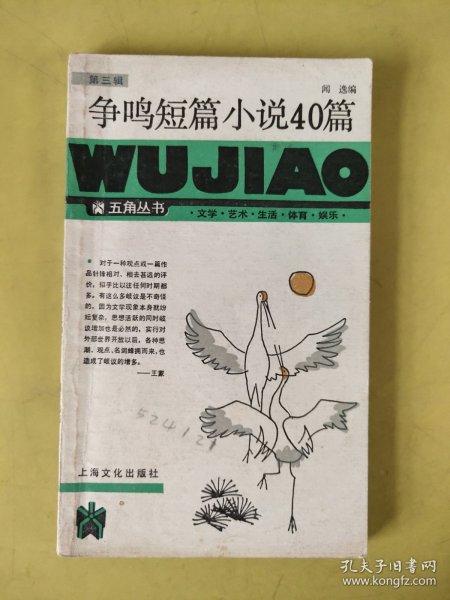 第三辑
闻 选编
争鸣短篇小说40篇
WUJIAO
五角丛书
·文学·艺术·生活·体育·娱乐·
• 对于一种观点或一篇作
品针锋相对、相去甚远的评
价,似乎比以往任何时期都
多。有这么多歧议是不奇怪
的。因为文学现象本身就纷
纭复杂,思想活跃的同时歧
议增加也是必然的,实行对
外部世界开放以后,各种思
潮、观点、名词蜂拥而来,也
造成了歧议的增多。
——王蒙
524121
上海文化出版社
孔夫子旧书网
www.kongfz.com